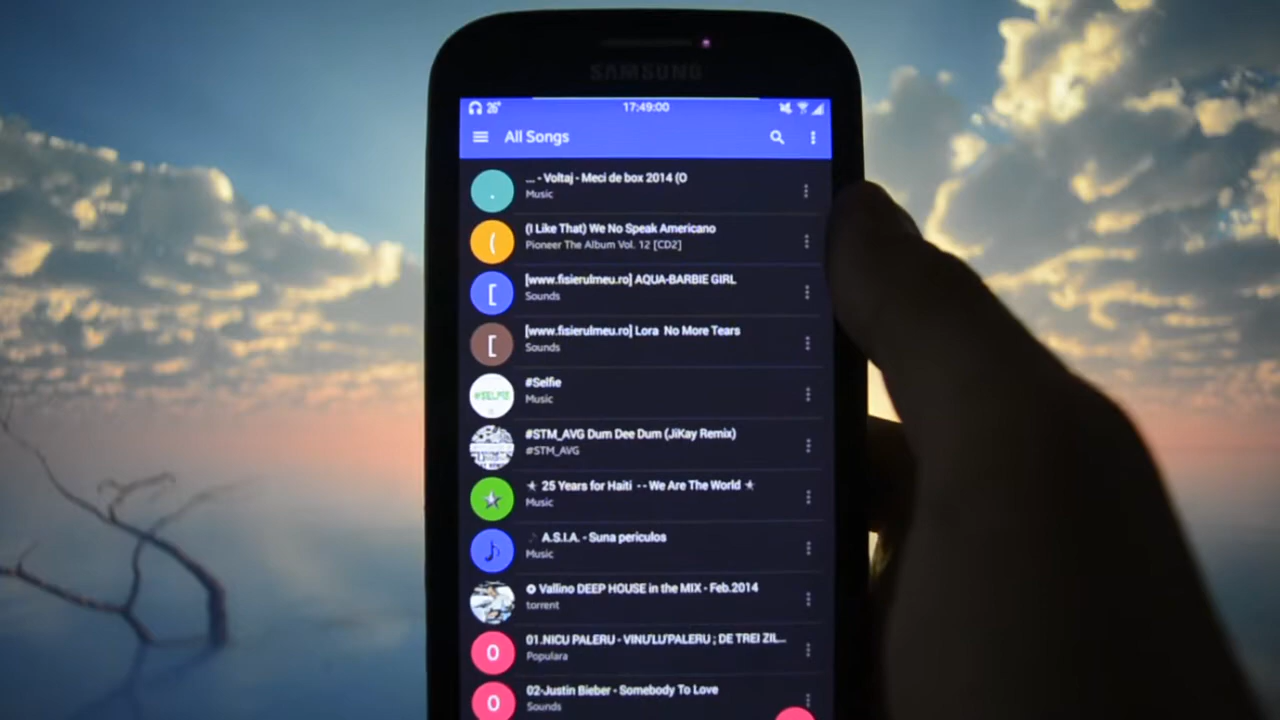 SAMSUNG
26° 17:49:00
All Songs
... - Voltaj - Meci de box 2014 (O
Music
( (I Like That) We No Speak Americano
Pioneer The Album Vol. 12 [CD2]
[ [www.fisierulmeu.ro] AQUA-BARBIE GIRL
Sounds
[ [www.fisierulmeu.ro] Lora No More Tears
Sounds
#SELFIE #Selfie
Music
#STM_AVG Dum Dee Dum (JiKay Remix)
#STM_AVG
★ ★ 25 Years for Haiti - - We Are The World ★
Music
♪ ♪ A.S.I.A. - Suna periculos
Music
✪ Vallino DEEP HOUSE in the MIX - Feb.2014
torrent
0 01.NICU PALERU - VINU'LU'PALERU ; DE TREI ZIL...
Populara
0 02-Justin Bieber - Somebody To Love
Sounds